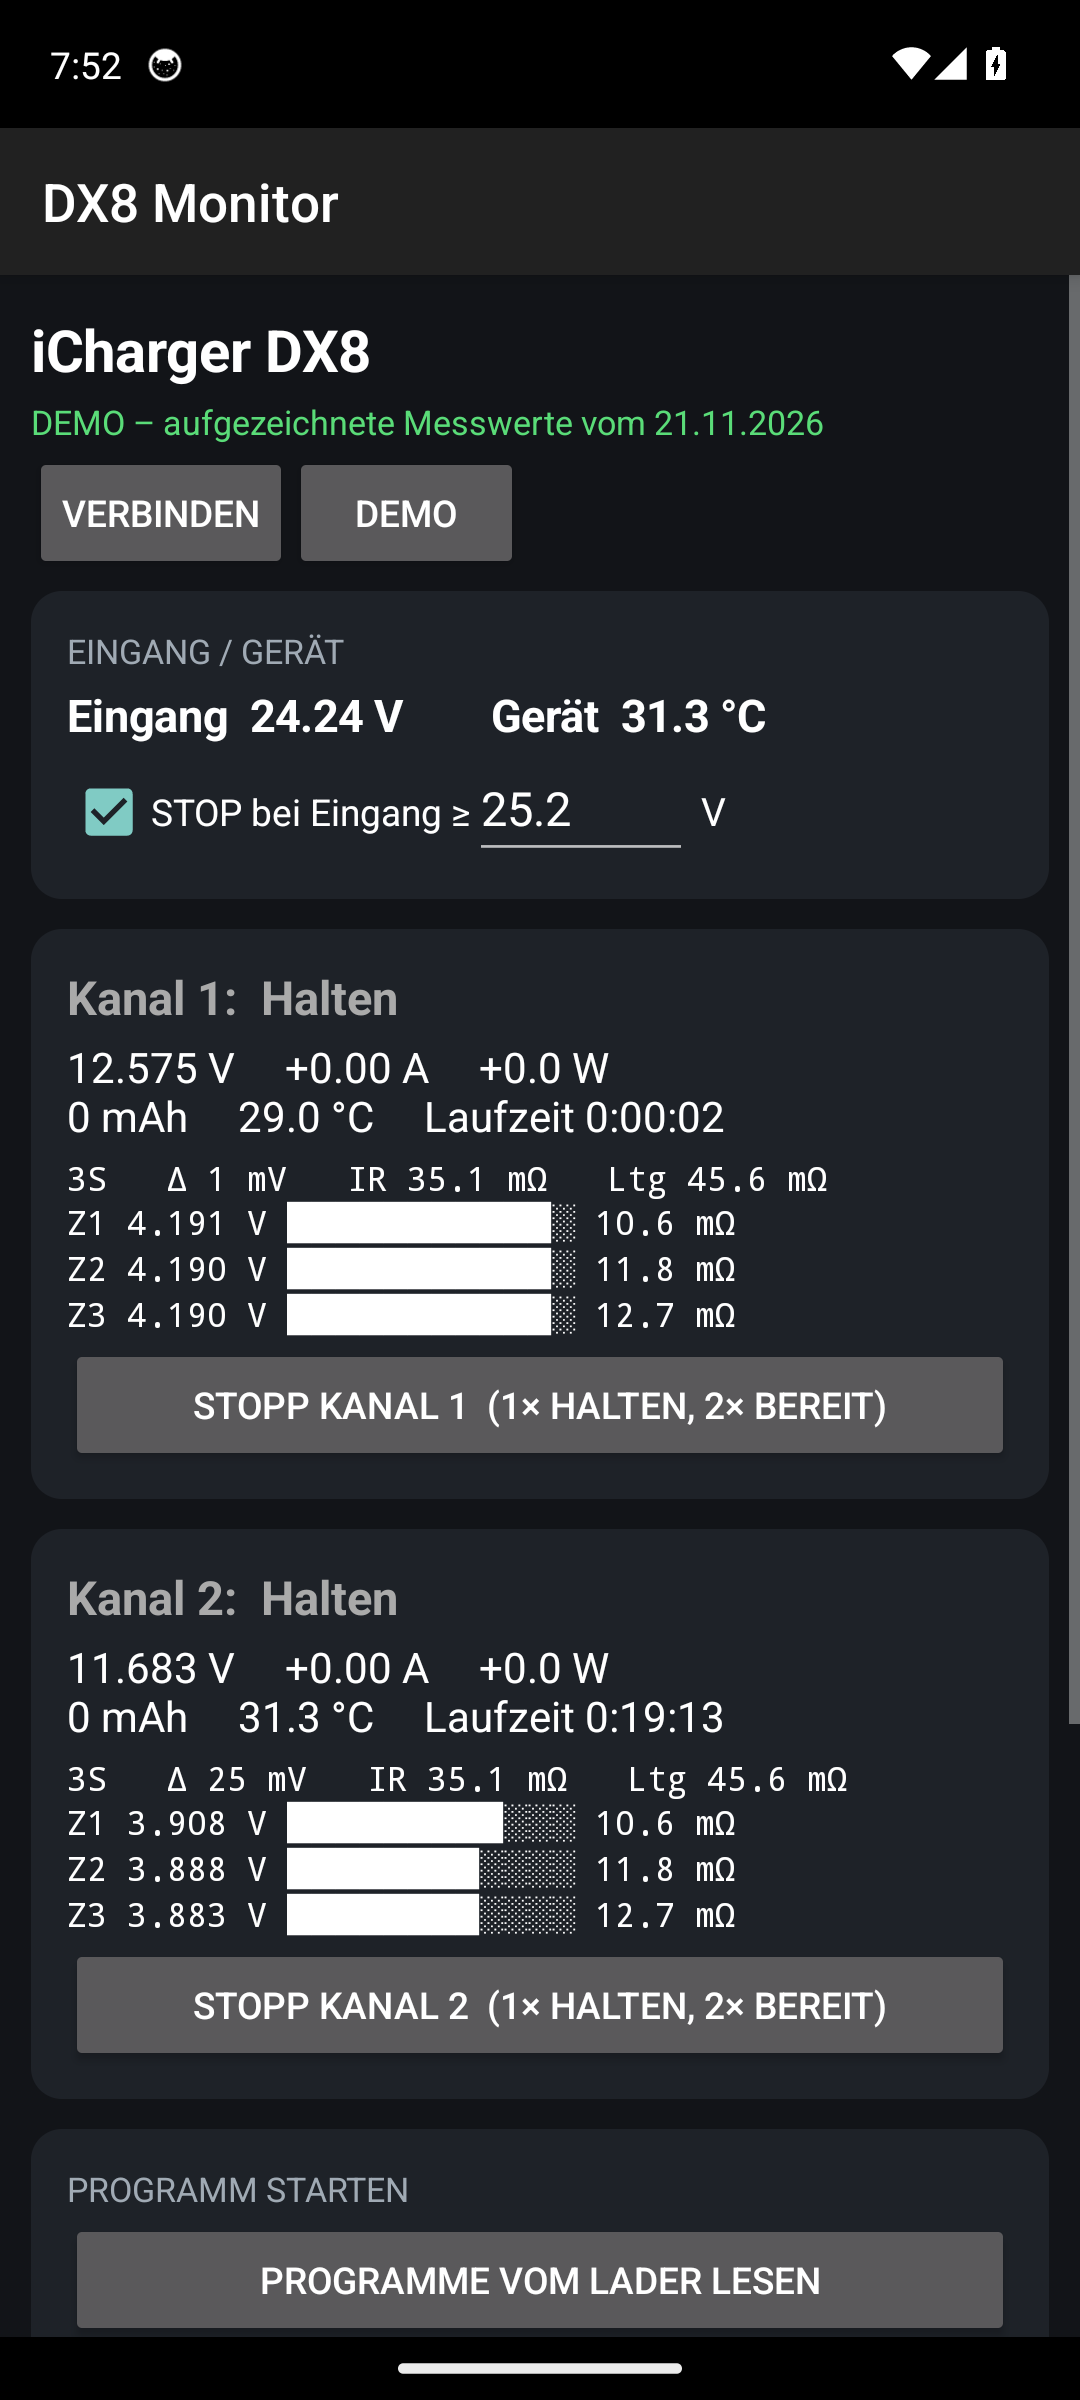 7:52
DX8 Monitor
iCharger DX8
DEMO – aufgezeichnete Messwerte vom 21.11.2026
VERBINDEN DEMO
EINGANG / GERÄT
Eingang 24.24 V Gerät 31.3 °C
STOP bei Eingang ≥ 25.2 V
Kanal 1: Halten
12.575 V +0.00 A +0.0 W
0 mAh 29.0 °C Laufzeit 0:00:02
3S Δ 1 mV IR 35.1 mΩ Ltg 45.6 mΩ
Z1 4.191 V 10.6 mΩ
Z2 4.190 V 11.8 mΩ
Z3 4.190 V 12.7 mΩ
STOPP KANAL 1 (1× HALTEN, 2× BEREIT)
Kanal 2: Halten
11.683 V +0.00 A +0.0 W
0 mAh 31.3 °C Laufzeit 0:19:13
3S Δ 25 mV IR 35.1 mΩ Ltg 45.6 mΩ
Z1 3.908 V 10.6 mΩ
Z2 3.888 V 11.8 mΩ
Z3 3.883 V 12.7 mΩ
STOPP KANAL 2 (1× HALTEN, 2× BEREIT)
PROGRAMM STARTEN
PROGRAMME VOM LADER LESEN